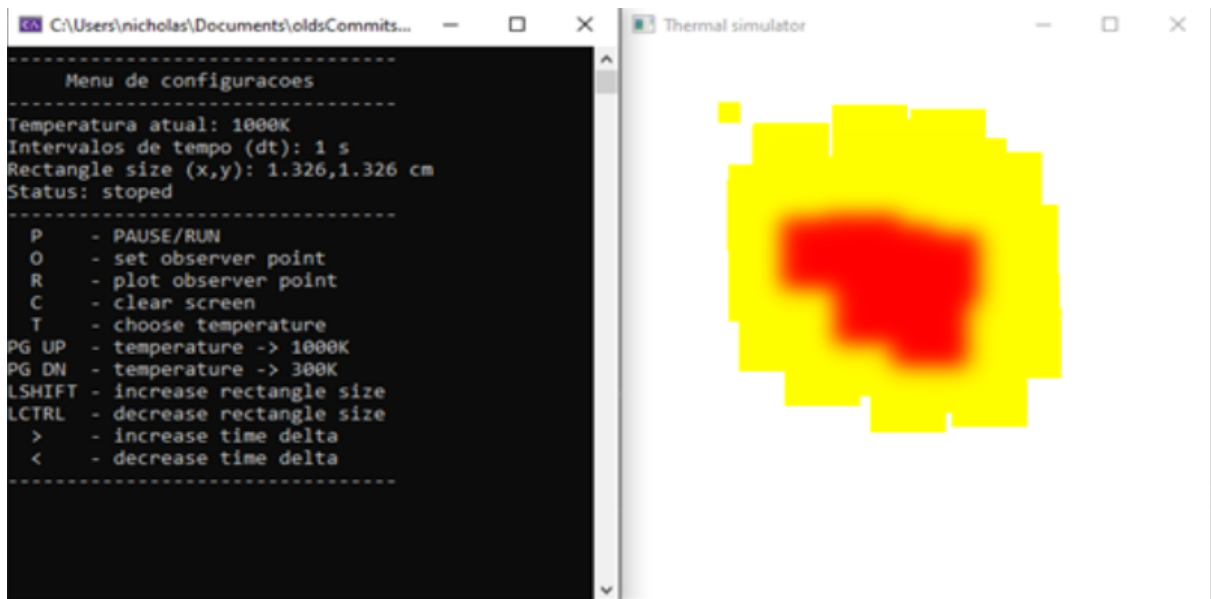 C:\Users\nicholas\Documents\oldsCommits...
Thermal simulator
---------------------------------
Menu de configuracoes
---------------------------------
Temperatura atual: 1000K
Intervalos de tempo (dt): 1 s
Rectangle size (x,y): 1.326,1.326 cm
Status: stoped
---------------------------------
P - PAUSE/RUN
O - set observer point
R - plot observer point
C - clear screen
T - choose temperature
PG UP - temperature -> 1000K
PG DN - temperature -> 300K
LSHIFT - increase rectangle size
LCTRL - decrease rectangle size
> - increase time delta
< - decrease time delta
---------------------------------